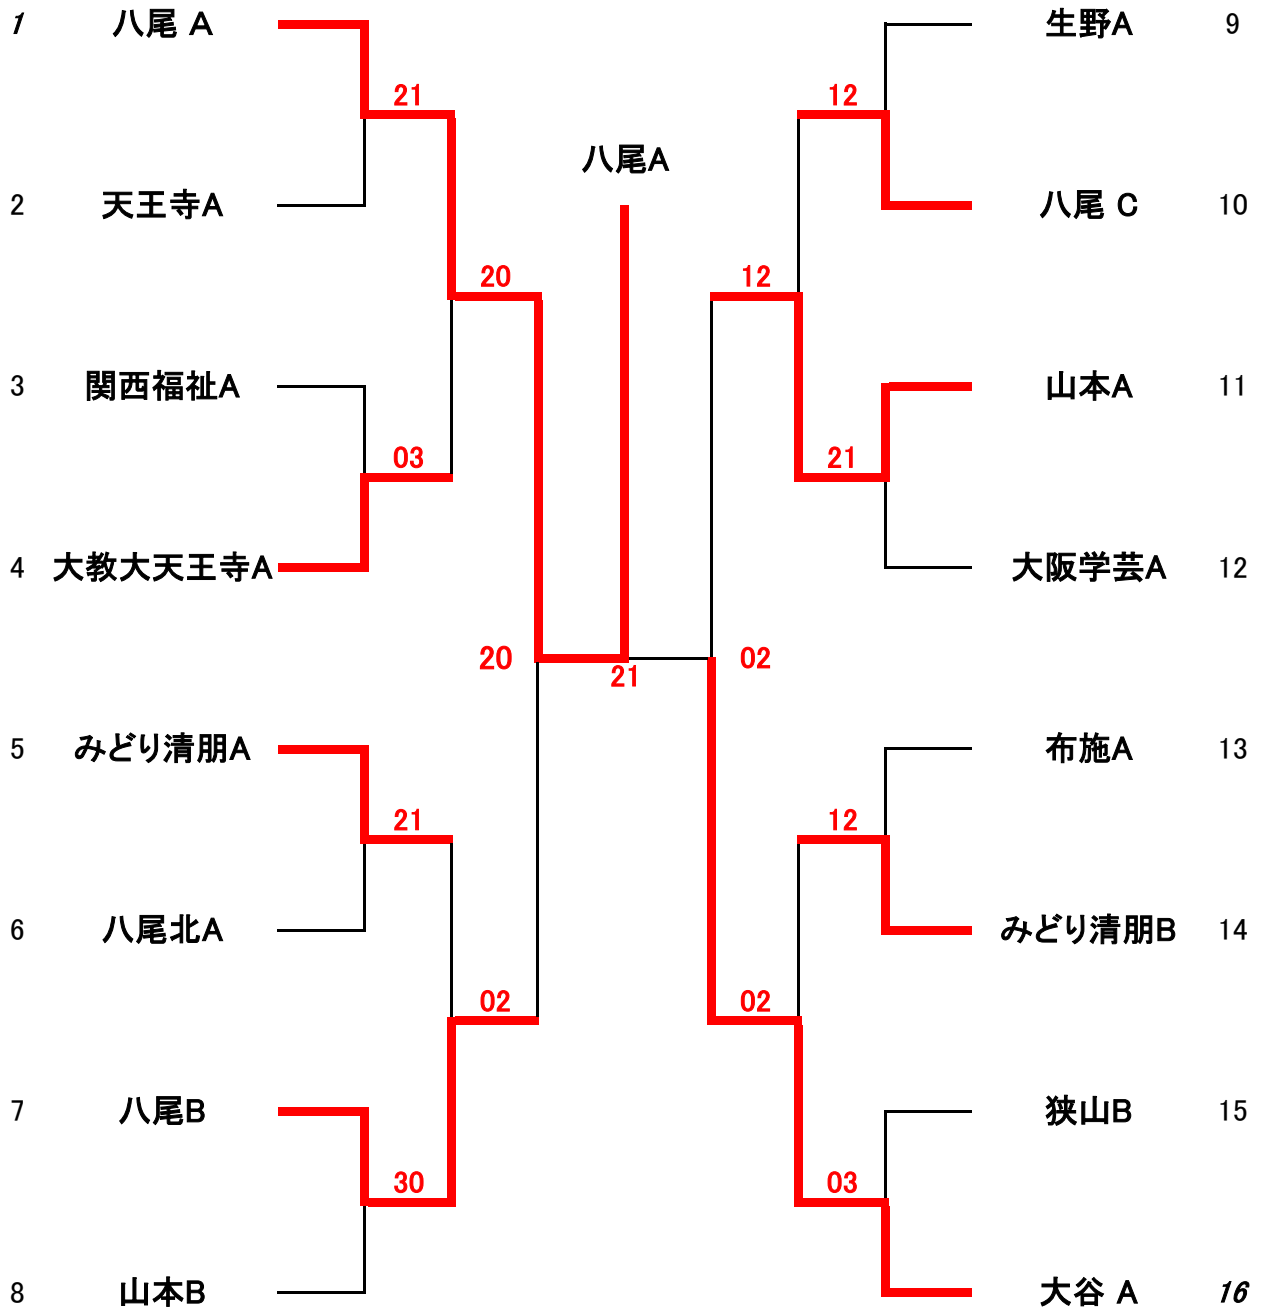 1 八尾 A
21
2 天王寺A
20
3 関西福祉A
03
4 大教大天王寺A
20
5 みどり清朋A
21
6 八尾北A
02
7 八尾B
30
8 山本B
八尾A
21
生野A 9
12
八尾 C 10
12
山本A 11
21
大阪学芸A 12
02
布施A 13
12
みどり清朋B 14
02
狭山B 15
03
大谷 A 16